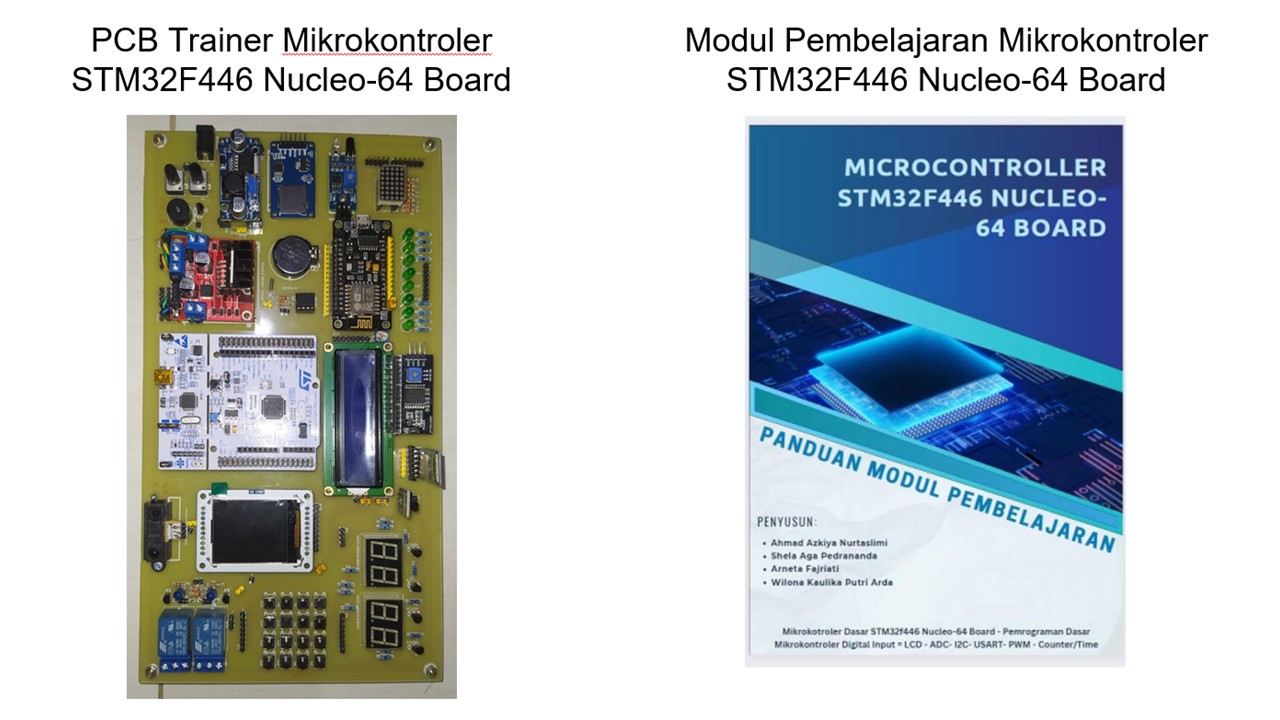 PCB Trainer Mikrokontroler
STM32F446 Nucleo-64 Board
Modul Pembelajaran Mikrokontroler
STM32F446 Nucleo-64 Board
MICROCONTROLLER
STM32F446 NUCLEO-
64 BOARD
PANDUAN MODUL PEMBELAJARAN
PENYUSUN:
• Ahmad Azkiya Nurtaslimi
• Shela Aga Pedrananda
• Arneta Fajriati
• Wilona Kaulika Putri Arda
Mikrokotroler Dasar STM32f446 Nucleo-64 Board - Pemrograman Dasar
Mikrokontroler Digital Input = LCD - ADC- I2C- USART- PWM - Counter/Time